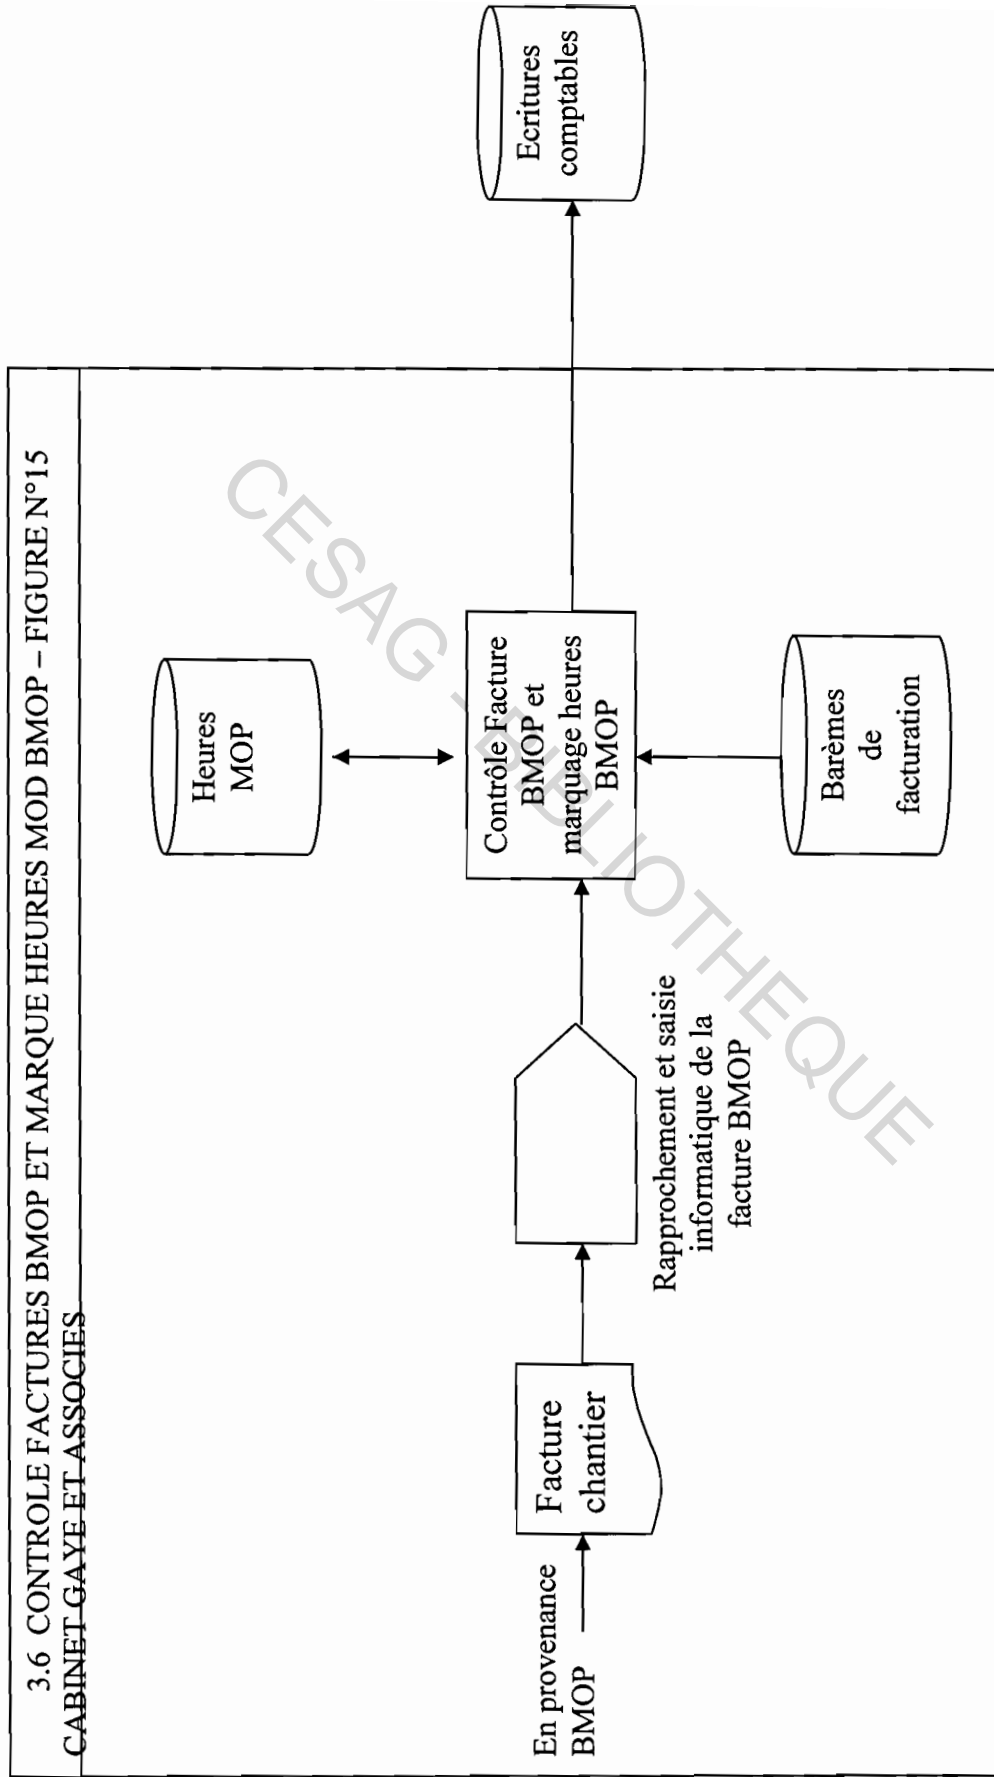 3.6 CONTROLE FACTURES BMOP ET MARQUE HEURES MOD BMOP – FIGURE N°15
CABINET GAYE ET ASSOCIES
En provenance
BMOP
Facture
chantier
Rapprochement et saisie
informatique de la
facture BMOP
Heures
MOP
Contrôle Facture
BMOP et
marquage heures
BMOP
Barèmes
de
facturation
Ecritures
comptables
CESAG - BIBLIOTHEQUE